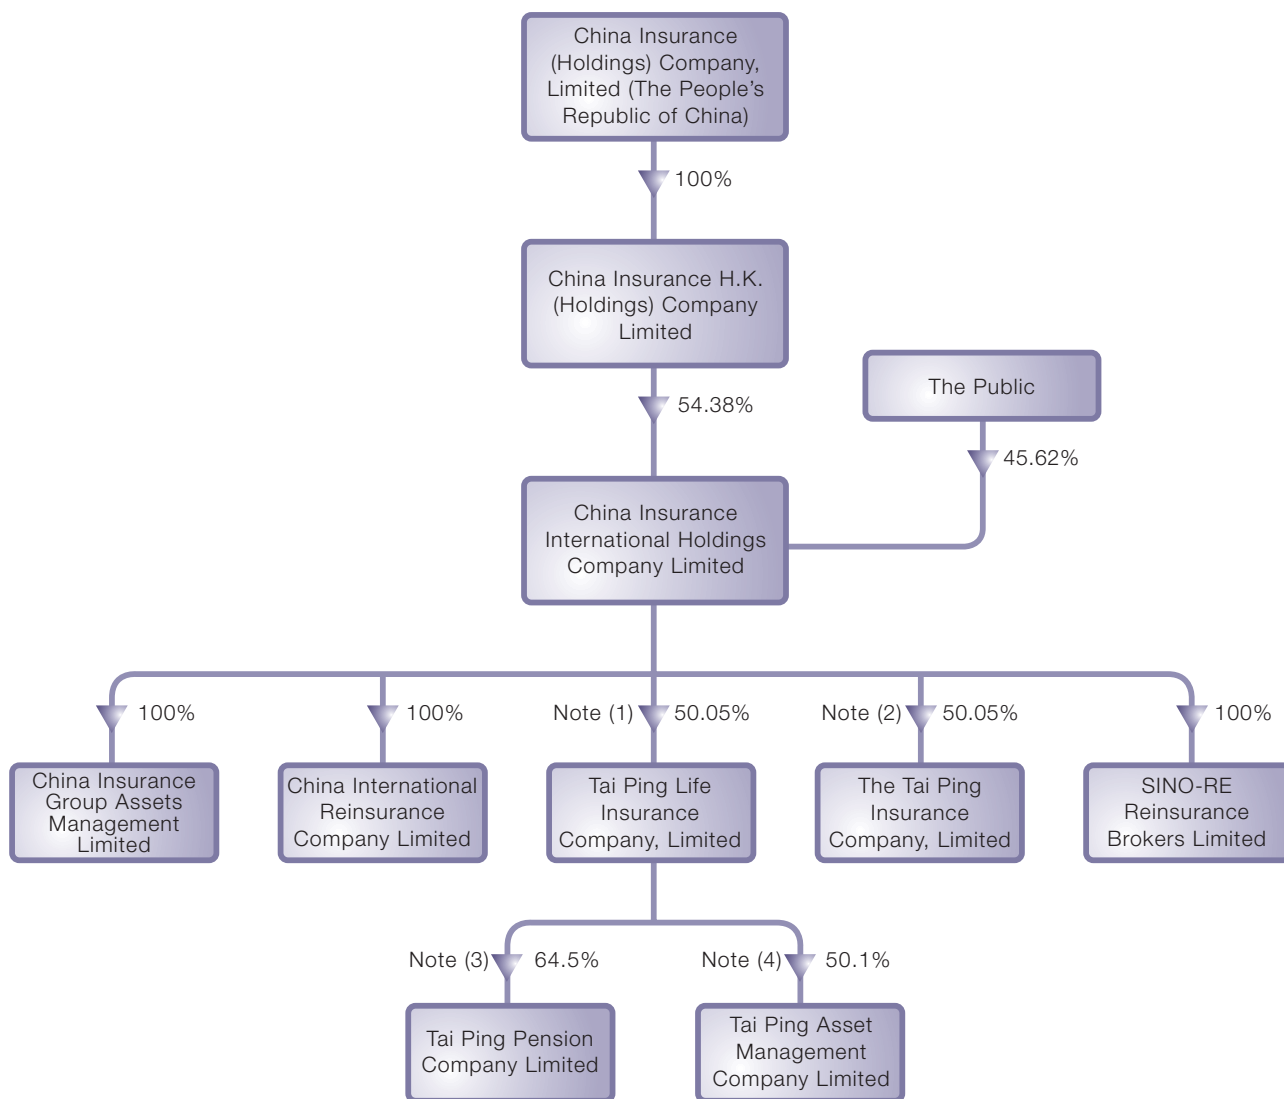 China Insurance
(Holdings) Company,
Limited (The People’s
Republic of China)
100%
China Insurance H.K.
(Holdings) Company
Limited
54.38%
The Public
45.62%
China Insurance
International Holdings
Company Limited
100%
100%
Note (1) 50.05%
Note (2) 50.05%
100%
China Insurance
Group Assets
Management
Limited
China International
Reinsurance
Company Limited
Tai Ping Life
Insurance
Company, Limited
The Tai Ping
Insurance
Company, Limited
SINO-RE
Reinsurance
Brokers Limited
Note (3) 64.5%
Note (4) 50.1%
Tai Ping Pension
Company Limited
Tai Ping Asset
Management
Company Limited